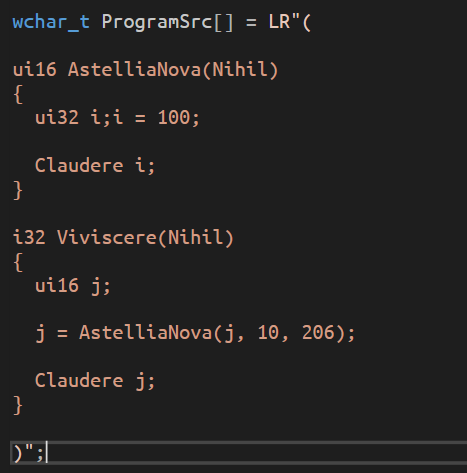 wchar_t ProgramSrc[] = LR"(
ui16 AstelliaNova(Nihil)
{
  ui32 i;i = 100;
  Claudere i;
}
i32 Viviscere(Nihil)
{
  ui16 j;
  j = AstelliaNova(j, 10, 206);
  Claudere j;
}
)";